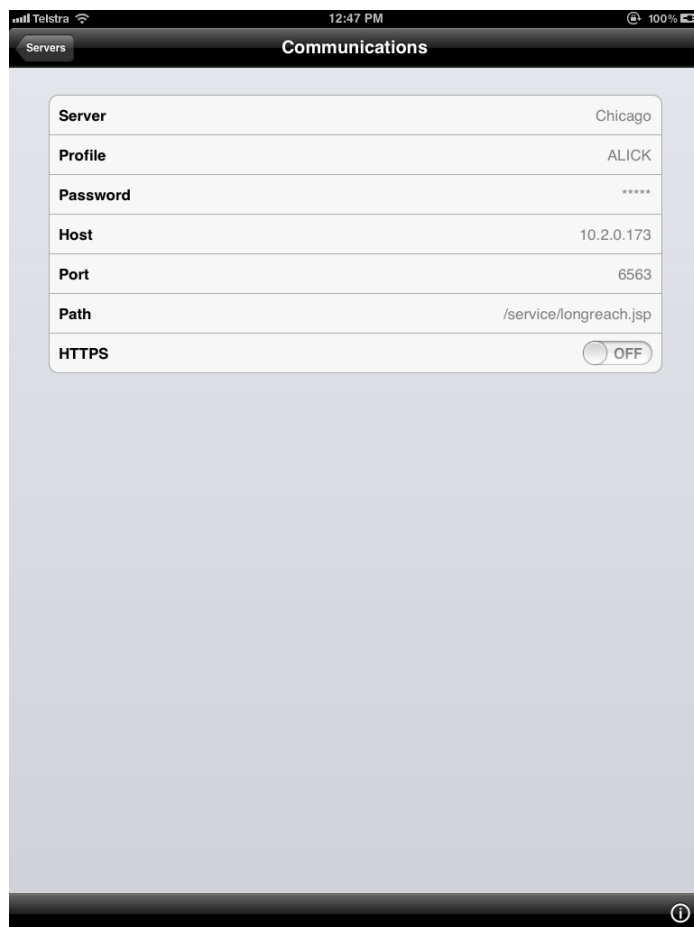 Telstra 12:47 PM 100%
Servers Communications
Server Chicago
Profile ALICK
Password *****
Host 10.2.0.173
Port 6563
Path /service/longreach.jsp
HTTPS OFF